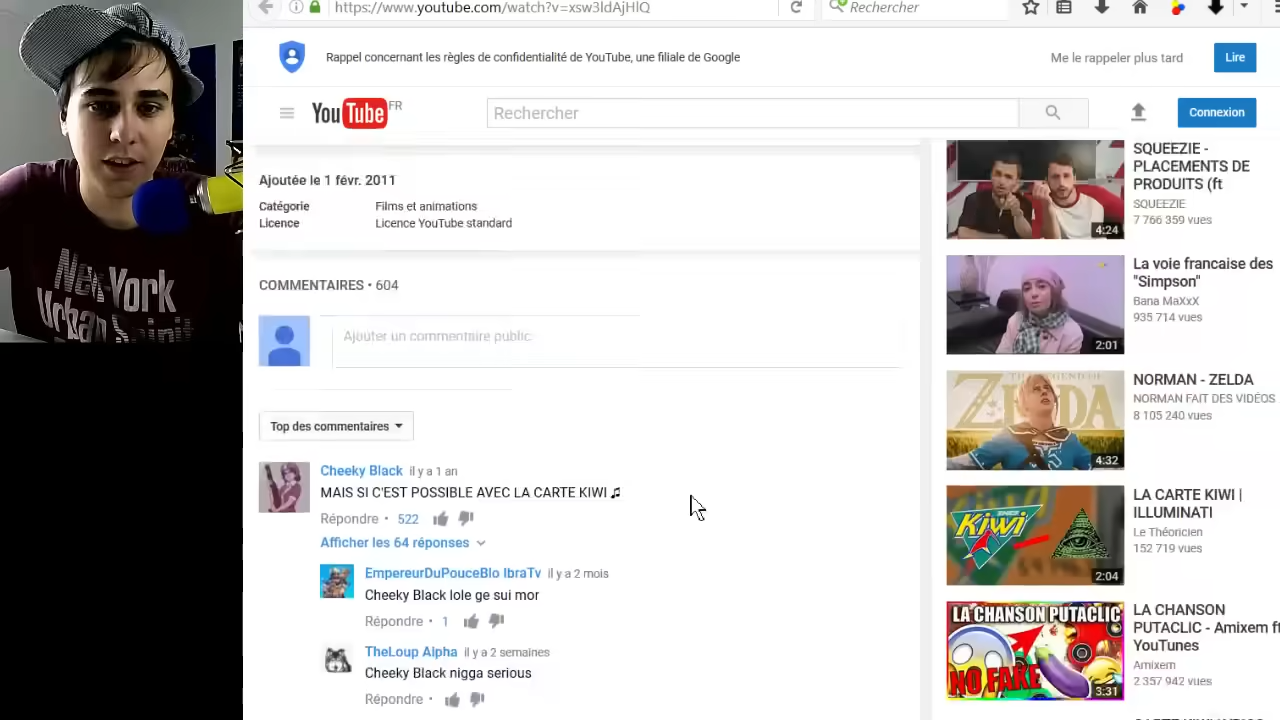 https://www.youtube.com/watch?v=xsw3ldAjHlQ
Rechercher
Rappel concernant les règles de confidentialité de YouTube, une filiale de Google
Me le rappeler plus tard
Lire
YouTube FR
Rechercher
Connexion
New-York
Urban
Ajoutée le 1 févr. 2011
Catégorie Films et animations
Licence Licence YouTube standard
COMMENTAIRES • 604
Ajouter un commentaire public
Top des commentaires
Cheeky Black il y a 1 an
MAIS SI C'EST POSSIBLE AVEC LA CARTE KIWI ♫
Répondre • 522
Afficher les 64 réponses
EmpereurDuPouceBlo IbraTv il y a 2 mois
Cheeky Black lole ge sui mor
Répondre • 1
TheLoup Alpha il y a 2 semaines
Cheeky Black nigga serious
Répondre •
SQUEEZIE -
PLACEMENTS DE
PRODUITS (ft
SQUEEZIE
7 766 359 vues
4:24
La voie francaise des
"Simpson"
Bana MaXxX
935 714 vues
2:01
ZELDA
NORMAN - ZELDA
NORMAN FAIT DES VIDÉOS
8 105 240 vues
4:32
Kiwi
LA CARTE KIWI |
ILLUMINATI
Le Théoricien
152 719 vues
2:04
LA CHANSON PUTACLIC
NO FAKE
LA CHANSON
PUTACLIC - Amixem ft
YouTunes
Amixem
2 357 942 vues
3:31